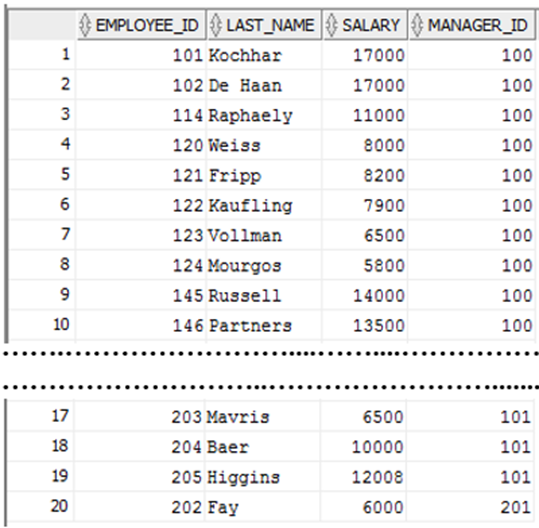 EMPLOYEE_ID LAST_NAME SALARY MANAGER_ID
1 101 Kochhar 17000 100
2 102 De Haan 17000 100
3 114 Raphaely 11000 100
4 120 Weiss 8000 100
5 121 Fripp 8200 100
6 122 Kaufling 7900 100
7 123 Vollman 6500 100
8 124 Mourgos 5800 100
9 145 Russell 14000 100
10 146 Partners 13500 100
17 203 Mavris 6500 101
18 204 Baer 10000 101
19 205 Higgins 12008 101
20 202 Fay 6000 201